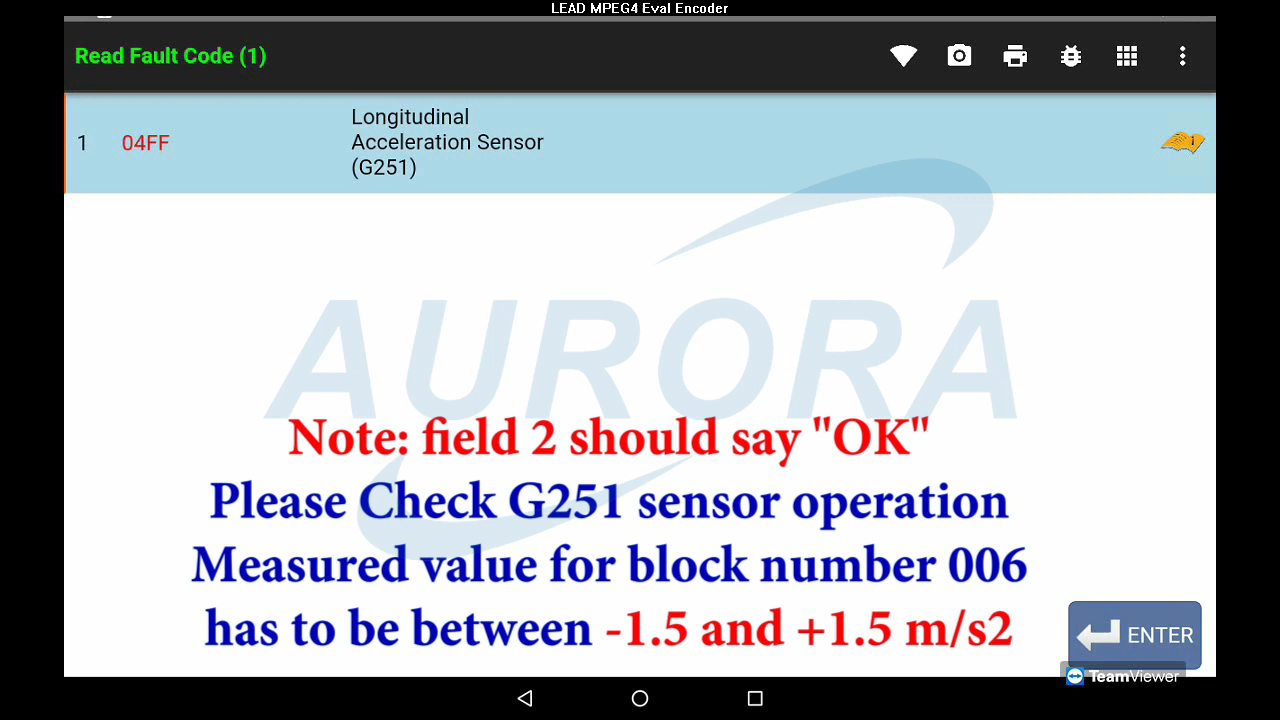 LEAD MPEG4 Eval Encoder
Read Fault Code (1)
1 04FF Longitudinal
Acceleration Sensor
(G251)
AURORA
Note: field 2 should say "OK"
Please Check G251 sensor operation
Measured value for block number 006
has to be between -1.5 and +1.5 m/s2
ENTER
TeamViewer